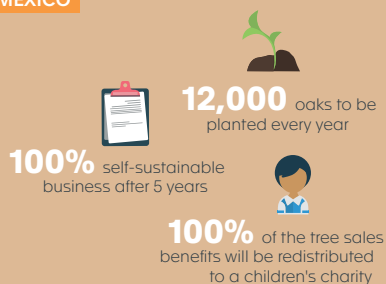 MEXICO
12,000 oaks to be
planted every year
100% self-sustainable
business after 5 years
100% of the tree sales
benefits will be redistributed
to a children's charity